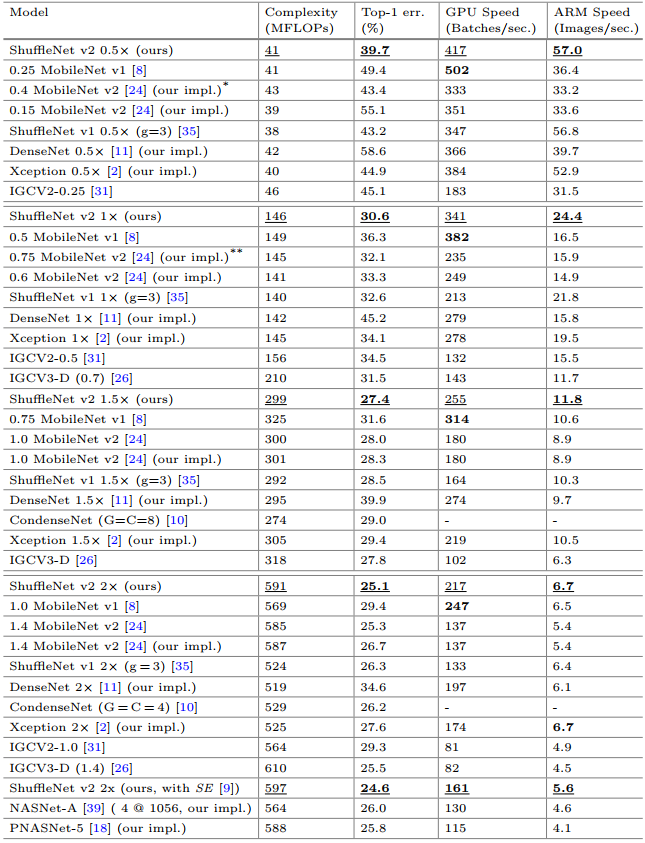 Model Complexity Top-1 err. GPU Speed ARM Speed
(MFLOPs) (%) (Batches/sec.) (Images/sec.)
ShuffleNet v2 0.5× (ours) 41 39.7 417 57.0
0.25 MobileNet v1 [8] 41 49.4 502 36.4
0.4 MobileNet v2 [24] (our impl.)* 43 43.4 333 33.2
0.15 MobileNet v2 [24] (our impl.) 39 55.1 351 33.6
ShuffleNet v1 0.5× (g=3) [35] 38 43.2 347 56.8
DenseNet 0.5× [11] (our impl.) 42 58.6 366 39.7
Xception 0.5× [2] (our impl.) 40 44.9 384 52.9
IGCV2-0.25 [31] 46 45.1 183 31.5
ShuffleNet v2 1× (ours) 146 30.6 341 24.4
0.5 MobileNet v1 [8] 149 36.3 382 16.5
0.75 MobileNet v2 [24] (our impl.)** 145 32.1 235 15.9
0.6 MobileNet v2 [24] (our impl.) 141 33.3 249 14.9
ShuffleNet v1 1× (g=3) [35] 140 32.6 213 21.8
DenseNet 1× [11] (our impl.) 142 45.2 279 15.8
Xception 1× [2] (our impl.) 145 34.1 278 19.5
IGCV2-0.5 [31] 156 34.5 132 15.5
IGCV3-D (0.7) [26] 210 31.5 143 11.7
ShuffleNet v2 1.5× (ours) 299 27.4 255 11.8
0.75 MobileNet v1 [8] 325 31.6 314 10.6
1.0 MobileNet v2 [24] 300 28.0 180 8.9
1.0 MobileNet v2 [24] (our impl.) 301 28.3 180 8.9
ShuffleNet v1 1.5× (g=3) [35] 292 28.5 164 10.3
DenseNet 1.5× [11] (our impl.) 295 39.9 274 9.7
CondenseNet (G=C=8) [10] 274 29.0 - -
Xception 1.5× [2] (our impl.) 305 29.4 219 10.5
IGCV3-D [26] 318 27.8 102 6.3
ShuffleNet v2 2× (ours) 591 25.1 217 6.7
1.0 MobileNet v1 [8] 569 29.4 247 6.5
1.4 MobileNet v2 [24] 585 25.3 137 5.4
1.4 MobileNet v2 [24] (our impl.) 587 26.7 137 5.4
ShuffleNet v1 2× (g = 3) [35] 524 26.3 133 6.4
DenseNet 2× [11] (our impl.) 519 34.6 197 6.1
CondenseNet (G = C = 4) [10] 529 26.2 - -
Xception 2× [2] (our impl.) 525 27.6 174 6.7
IGCV2-1.0 [31] 564 29.3 81 4.9
IGCV3-D (1.4) [26] 610 25.5 82 4.5
ShuffleNet v2 2x (ours, with SE [9]) 597 24.6 161 5.6
NASNet-A [39] ( 4 @ 1056, our impl.) 564 26.0 130 4.6
PNASNet-5 [18] (our impl.) 588 25.8 115 4.1